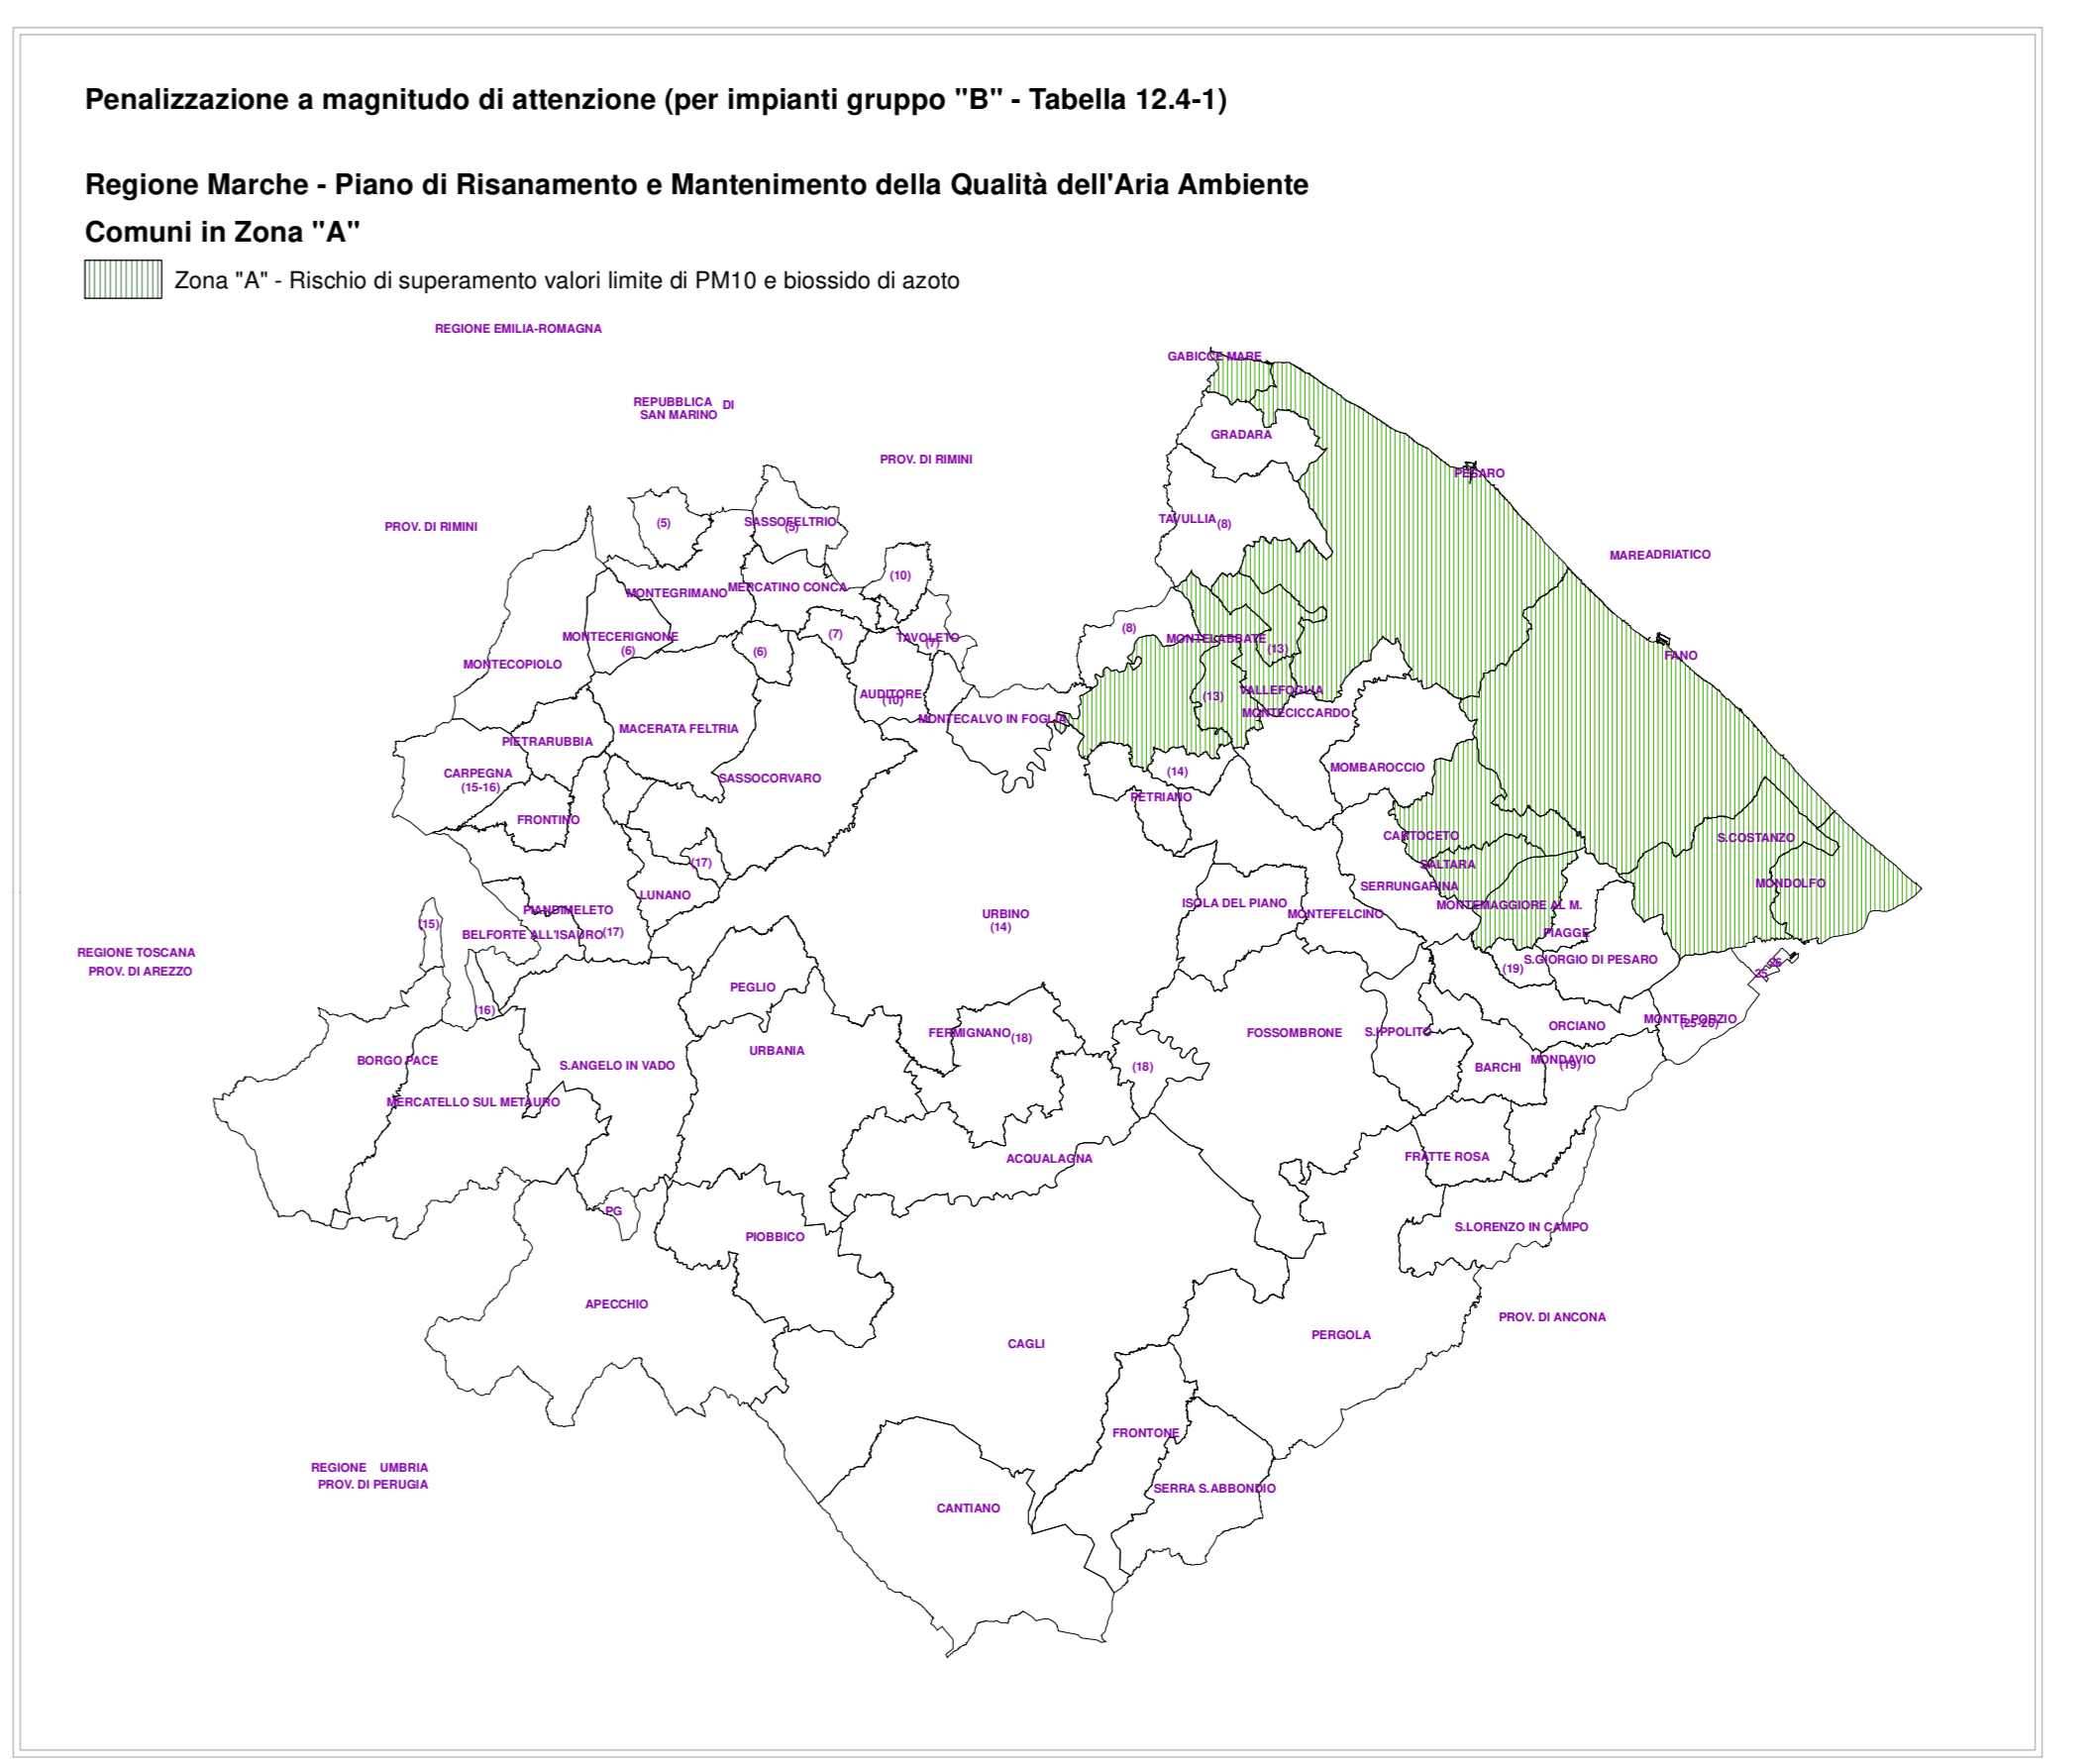 Penalizzazione a magnitudo di attenzione (per impianti gruppo "B" - Tabella 12.4-1)
Regione Marche - Piano di Risanamento e Mantenimento della Qualità dell'Aria Ambiente
Comuni in Zona "A"
Zona "A" - Rischio di superamento valori limite di PM10 e biossido di azoto
REGIONE EMILIA-ROMAGNA
GABICCE MARE
REPUBBLICA DI
SAN MARINO
GRADARA
PROV. DI RIMINI
PESARO
PROV. DI RIMINI
(5)
SASSOFELTRIO
(5)
TAVULLIA
(8)
MARE ADRIATICO
(10)
MONTEGRIMANO
MERCATINO CONCA
MONTECERIGNONE
(6)
(6)
(7)
TAVOLETO
(7)
(8)
MONTELABBATE
(13)
FANO
MONTECOPIOLO
AUDITORE
(10)
(13)
VALLEFOGLIA
MONTECALVO IN FOGLIA
MONTECICCARDO
MACERATA FELTRIA
PIETRARUBBIA
CARPEGNA
(15-16)
SASSOCORVARO
(14)
MOMBAROCCIO
PETRIANO
FRONTINO
CARTOCETO
S.COSTANZO
(17)
SALTARA
LUNANO
SERRUNGARINA
MONDOLFO
PIANDIMELETO
ISOLA DEL PIANO
MONTEMAGGIORE AL M.
URBINO
(14)
MONTEFELCINO
(15)
BELFORTE ALL'ISAURO
(17)
PIAGGE
REGIONE TOSCANA
PROV. DI AREZZO
S.GIORGIO DI PESARO
(19)
25
26
PEGLIO
(16)
FERMIGNANO
(18)
FOSSOMBRONE
S.IPPOLITO
ORCIANO
MONTE PORZIO
(25-26)
BORGO PACE
S.ANGELO IN VADO
URBANIA
(18)
BARCHI
MONDAVIO
(19)
MERCATELLO SUL METAURO
ACQUALAGNA
FRATTE ROSA
PG
PIOBBICO
S.LORENZO IN CAMPO
APECCHIO
CAGLI
PERGOLA
PROV. DI ANCONA
FRONTONE
REGIONE UMBRIA
PROV. DI PERUGIA
SERRA S.ABBONDIO
CANTIANO